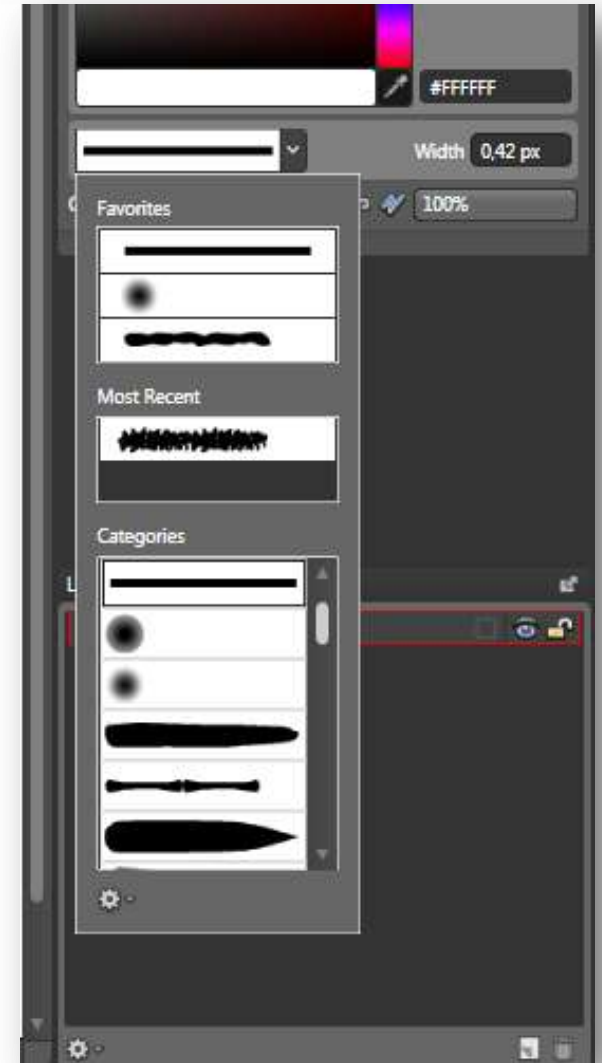 #FFFFFF
Width 0,42 px
Favorites
100%
Most Recent
Categories